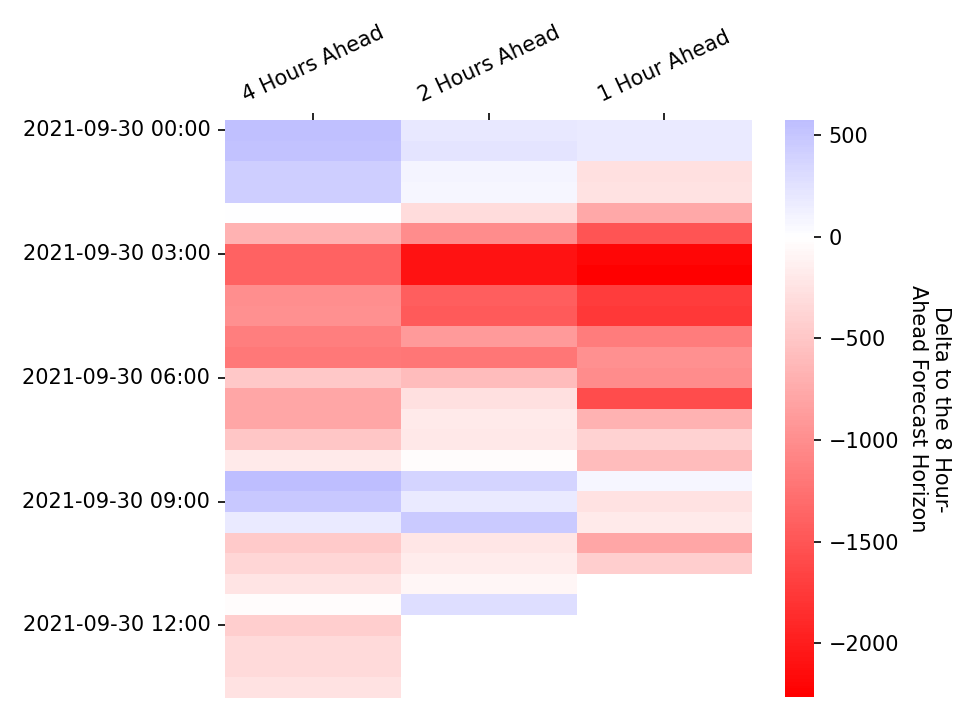 4 Hours Ahead
2 Hours Ahead
1 Hour Ahead
2021-09-30 00:00
2021-09-30 03:00
2021-09-30 06:00
2021-09-30 09:00
2021-09-30 12:00
500
0
−500
−1000
−1500
−2000
Delta to the 8 Hour-
Ahead Forecast Horizon